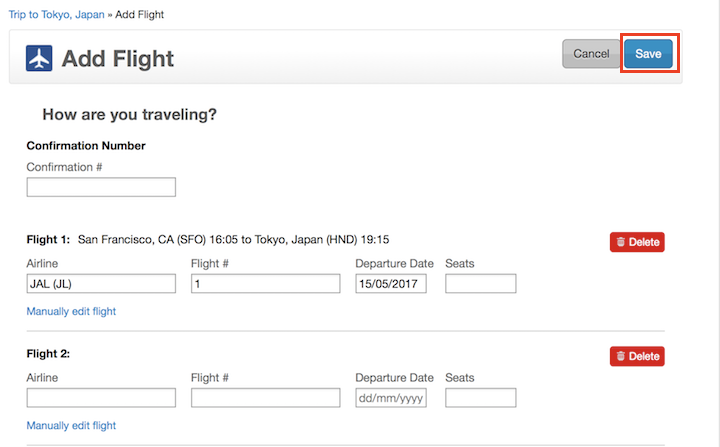 Trip to Tokyo, Japan » Add Flight
Add Flight
Cancel
Save
How are you traveling?
Confirmation Number
Confirmation #
Flight 1: San Francisco, CA (SFO) 16:05 to Tokyo, Japan (HND) 19:15
Delete
Airline Flight # Departure Date Seats
JAL (JL) 1 15/05/2017
Manually edit flight
Flight 2:
Delete
Airline Flight # Departure Date Seats
dd/mm/yyyy
Manually edit flight